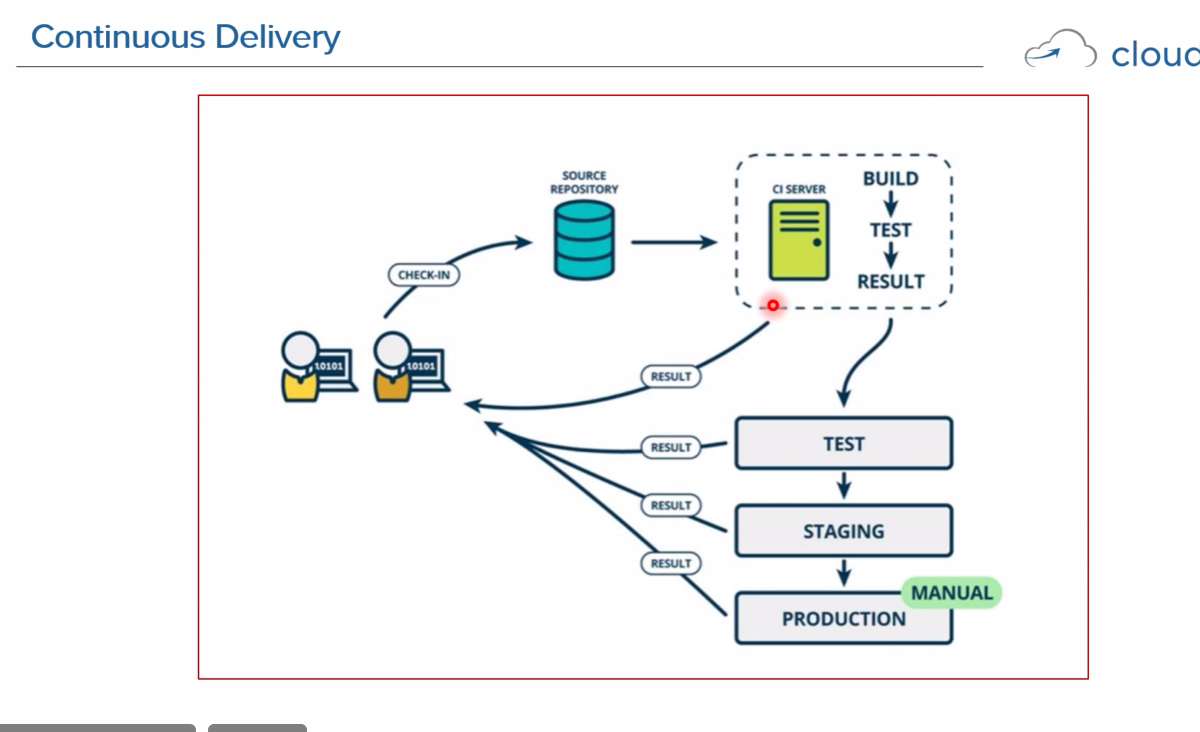 Continuous Delivery
cloud
SOURCE
REPOSITORY
CI SERVER
BUILD
TEST
RESULT
CHECK-IN
10101
10101
RESULT
RESULT
RESULT
RESULT
TEST
STAGING
MANUAL
PRODUCTION